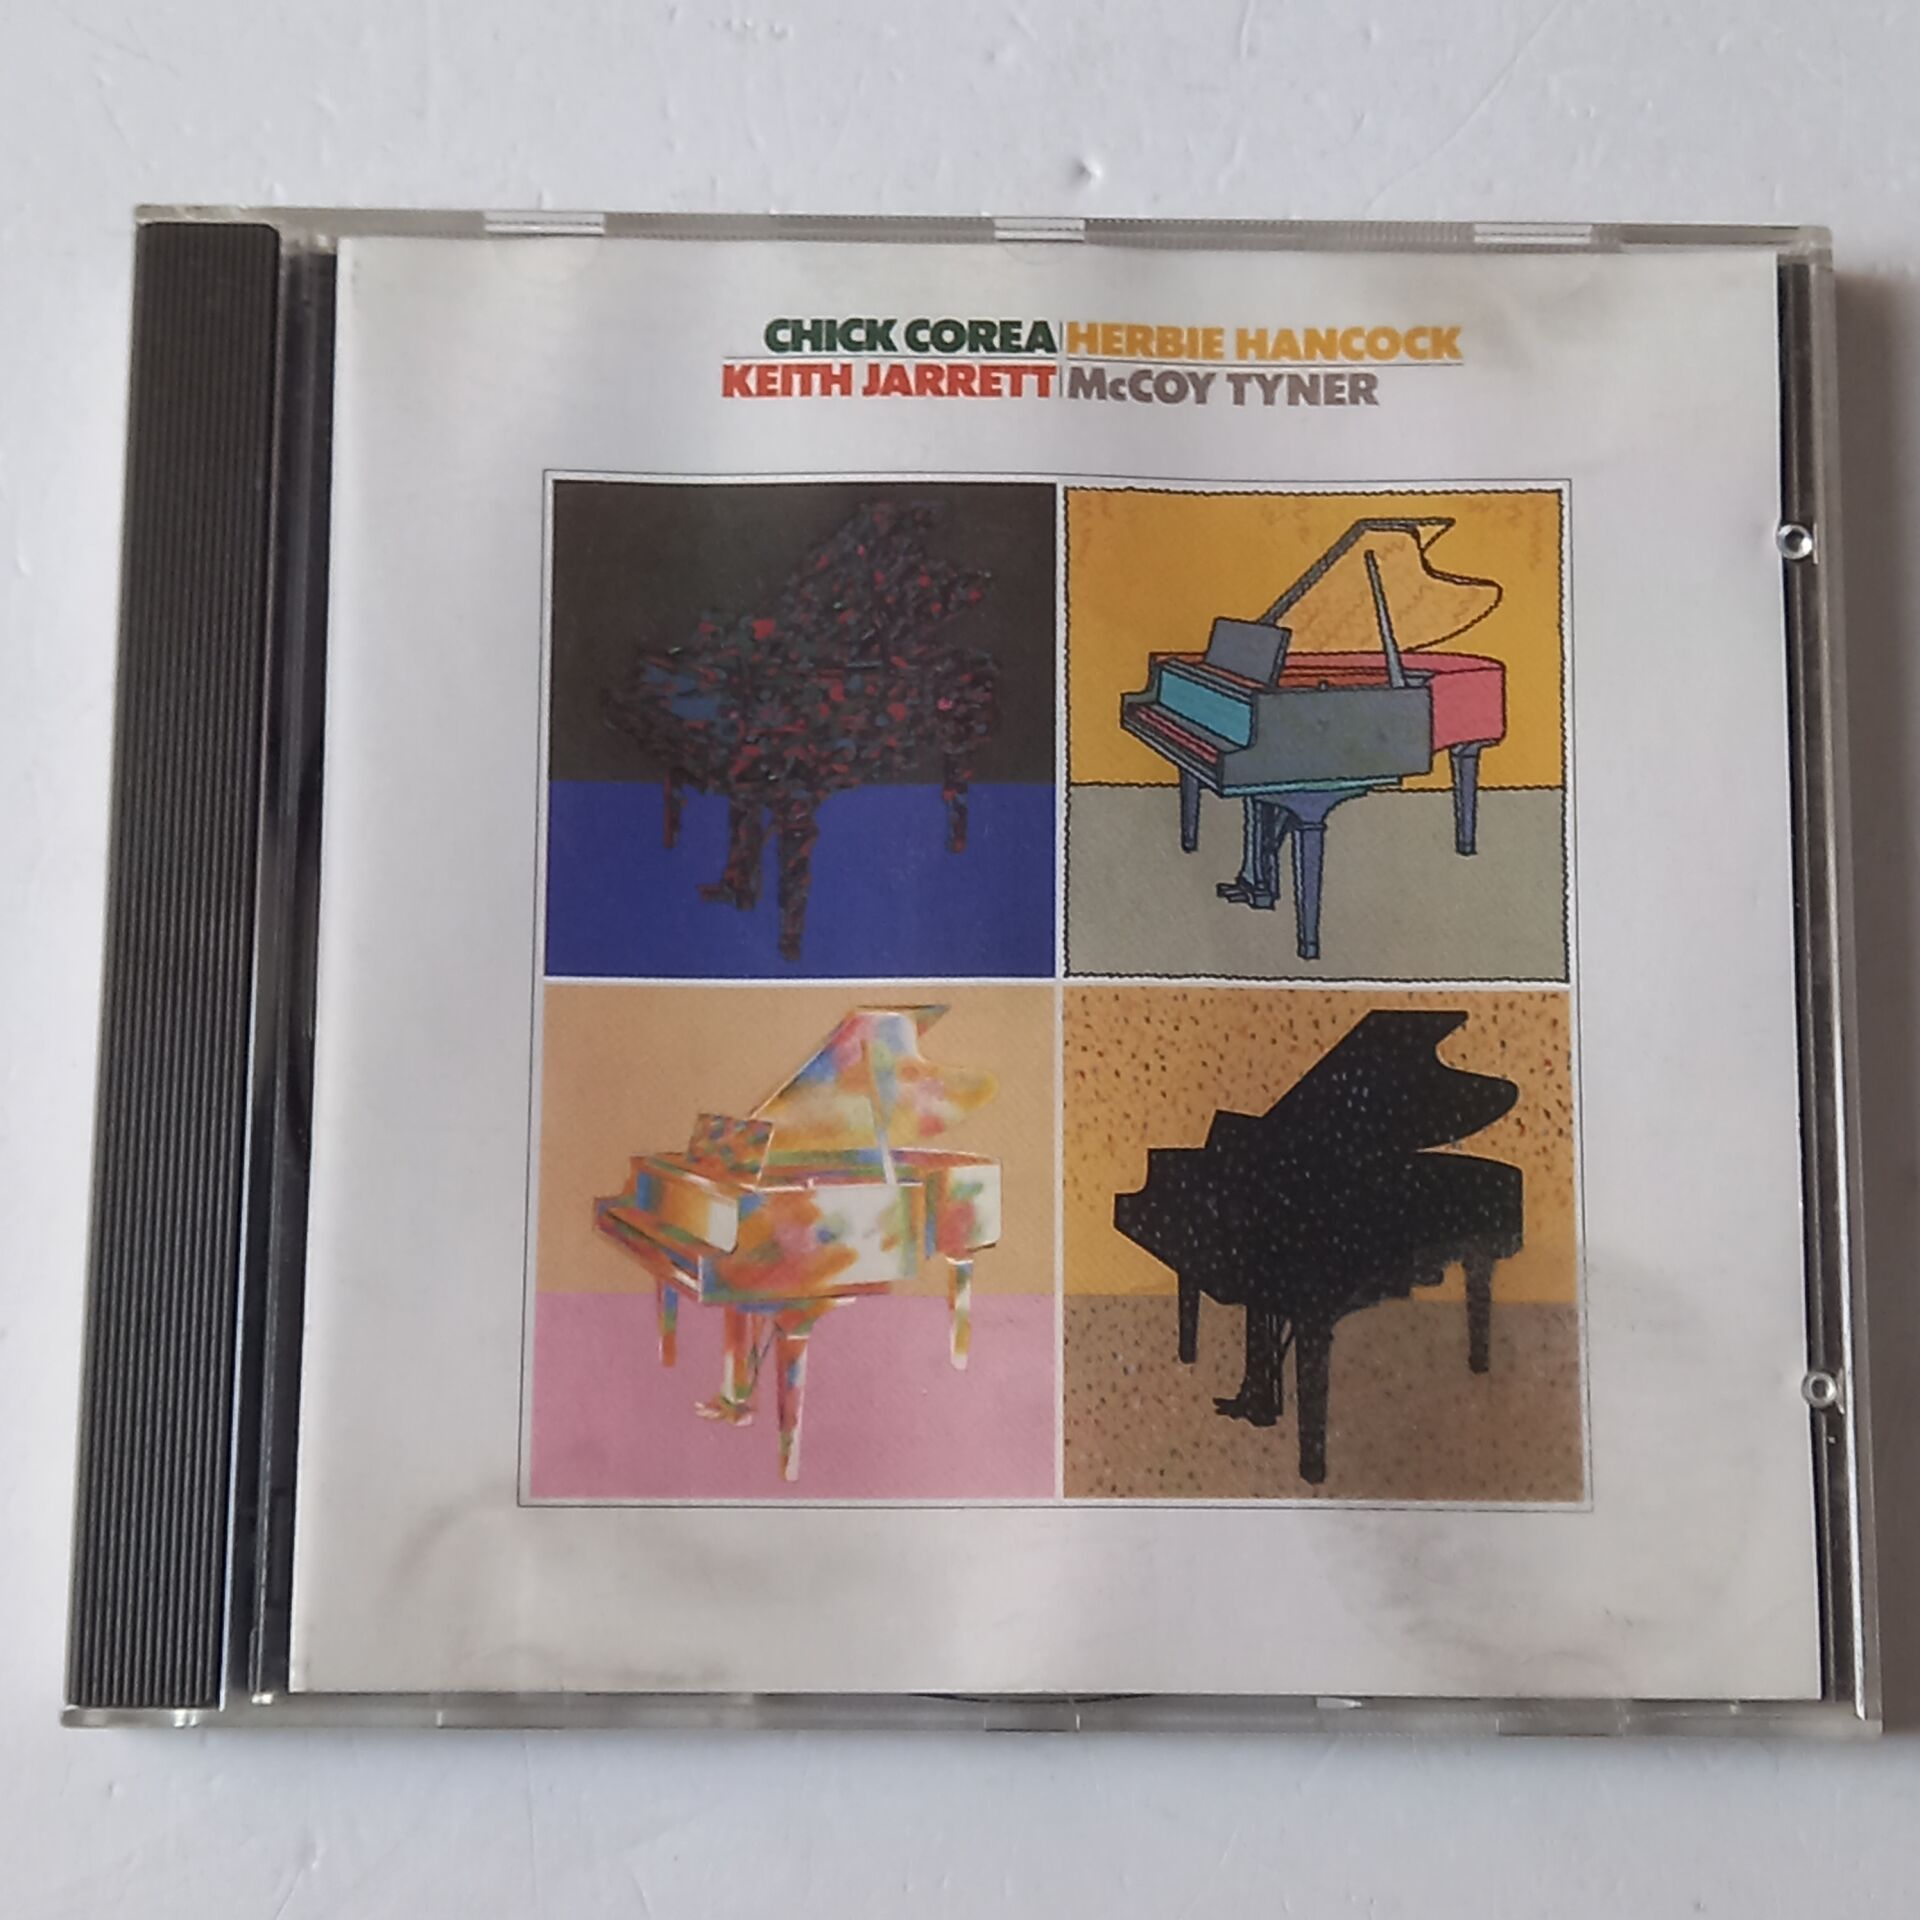 CHICK COREA HERBIE HANCOCK
KEITH JARRETT McCOY TYNER